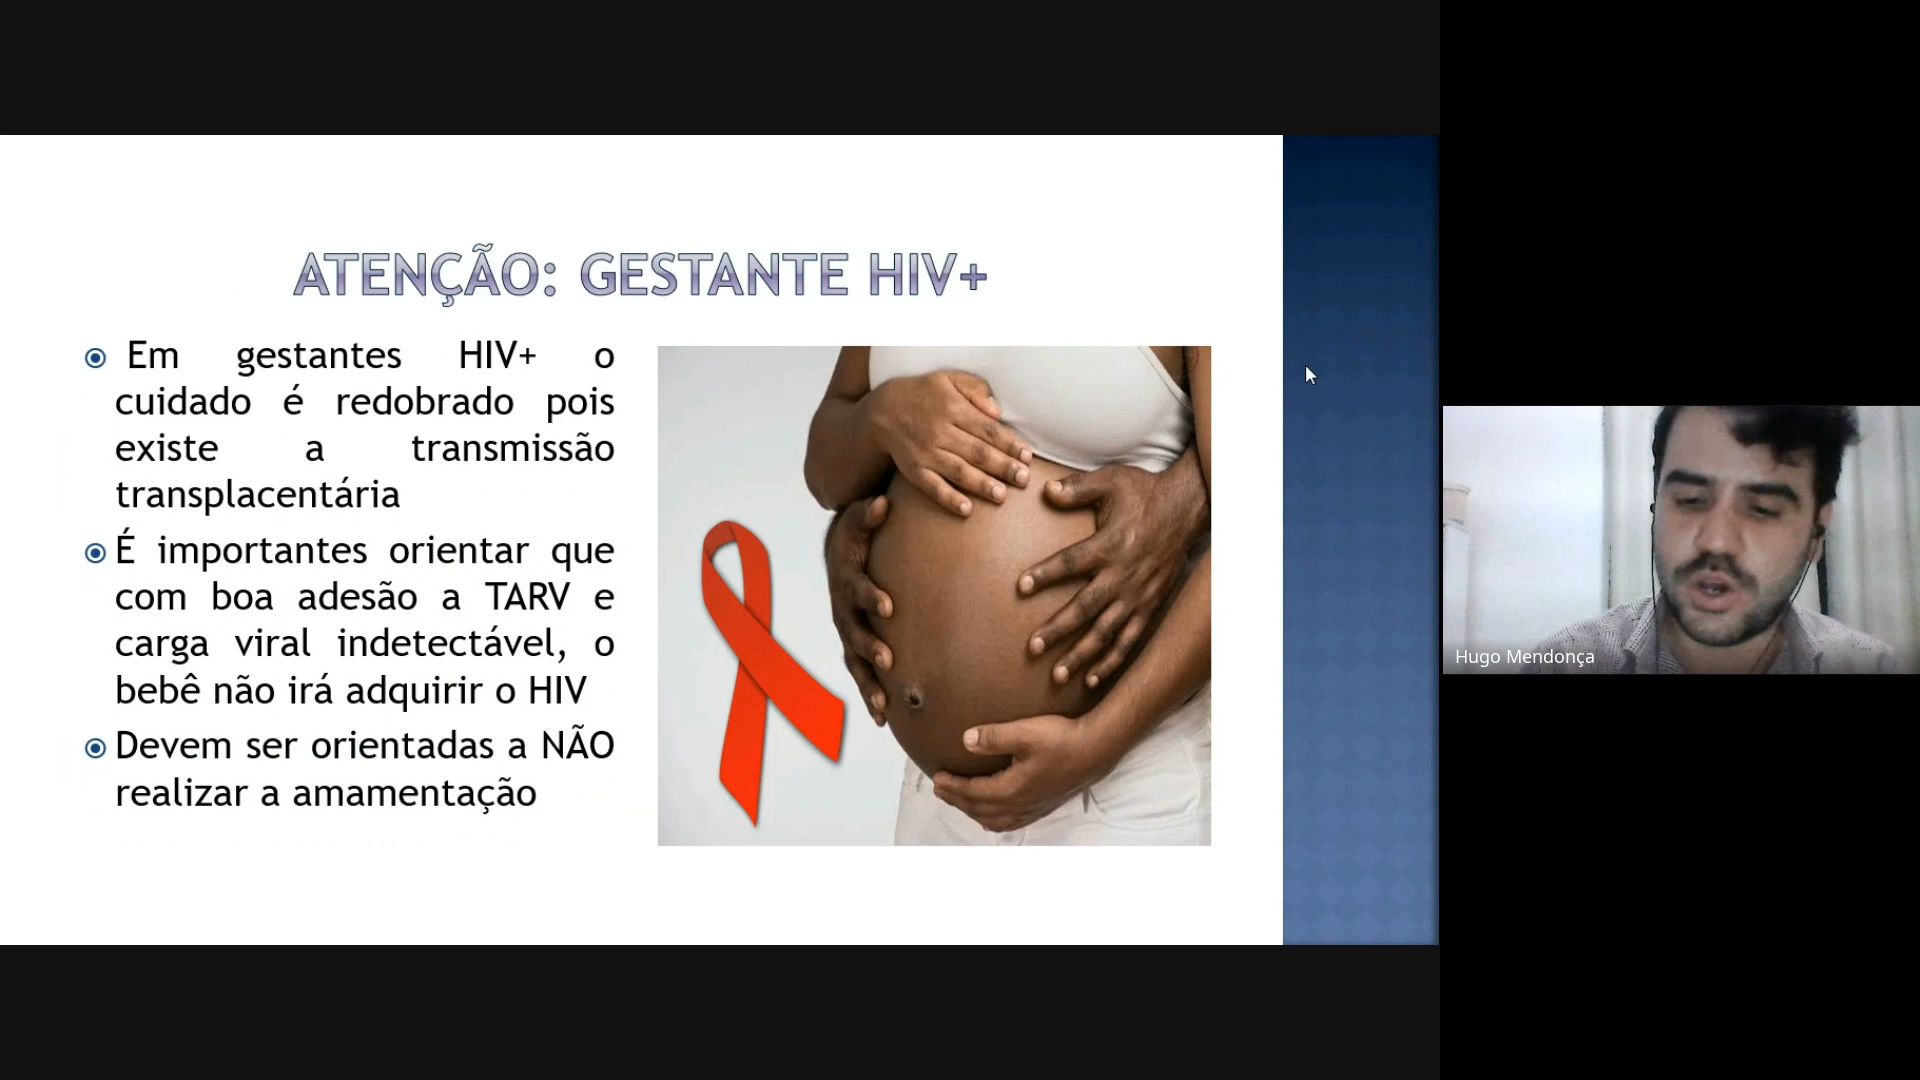 ATENÇÃO: GESTANTE HIV+
Em gestantes HIV+ o
cuidado é redobrado pois
existe a transmissão
transplacentária
É importantes orientar que
com boa adesão a TARV e
carga viral indetectável, o
bebê não irá adquirir o HIV
Devem ser orientadas a NÃO
realizar a amamentação
Hugo Mendonça